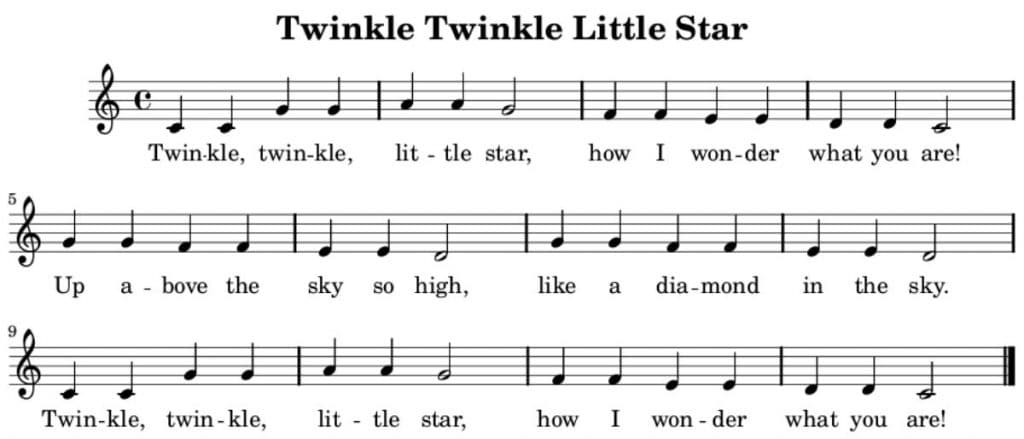 Twinkle Twinkle Little Star
Twin-kle, twin-kle, lit - tle star, how I won-der what you are!
5
Up a - bove the sky so high, like a dia-mond in the sky.
9
Twin-kle, twin-kle, lit - tle star, how I won-der what you are!